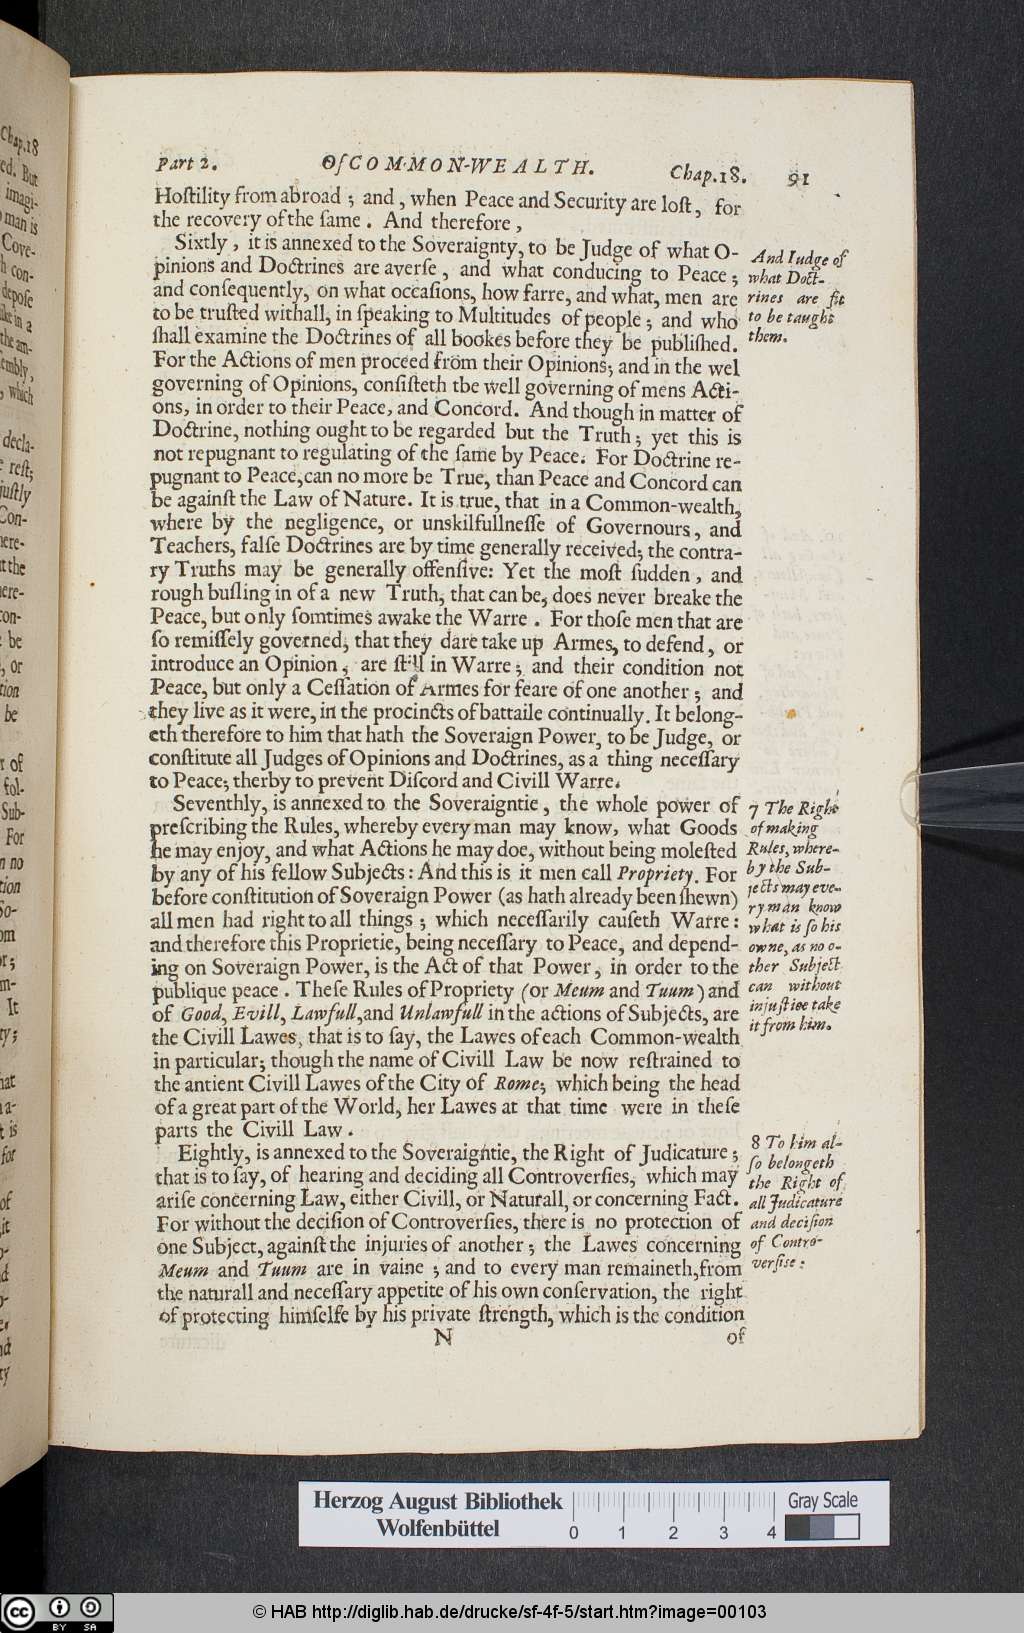 Part 2. Of COMMON-WEALTH. Chap.18. 91
Hoſtility from abroad ; and , when Peace and Security are loſt, for
the recovery of the ſame . And therefore ,
Sixtly , it is annexed to the Soveraignty, to be Judge of what O-
pinions and Doctrines are averſe , and what conducing to Peace ;
and conſequently, on what occaſions, how farre, and what, men are
to be truſted withall, in ſpeaking to Multitudes of people ; and who
ſhall examine the Doctrines of all bookes before they be publiſhed.
For the Actions of men proceed from their Opinions; and in the wel
governing of Opinions, conſiſteth tbe well governing of mens Acti-
ons, in order to their Peace, and Concord. And though in matter of
Doctrine, nothing ought to be regarded but the Truth ; yet this is
not repugnant to regulating of the ſame by Peace. For Doctrine re-
pugnant to Peace,can no more be True, than Peace and Concord can
be againſt the Law of Nature. It is true, that in a Common-wealth,
where by the negligence, or unskilfullneſſe of Governours, and
Teachers, falſe Doctrines are by time generally received; the contra-
ry Truths may be generally offenſive: Yet the moſt ſudden , and
rough buſling in of a new Truth, that can be, does never breake the
Peace, but only ſomtimes awake the Warre . For thoſe men that are
ſo remiſſely governed, that they dare take up Armes, to defend , or
introduce an Opinion , are ſtill in Warre ; and their condition not
Peace, but only a Ceſſation of Armes for feare of one another ; and
they live as it were, in the procincts of battaile continually. It belong-
eth therefore to him that hath the Soveraign Power, to be Judge, or
conſtitute all Judges of Opinions and Doctrines, as a thing neceſſary
to Peace; therby to prevent Diſcord and Civill Warre.
And Iudge of
what Doct-
rines are fit
to be taught
them.
Seventhly, is annexed to the Soveraigntie , the whole power of
preſcribing the Rules, whereby every man may know, what Goods
he may enjoy, and what Actions he may doe, without being moleſted
by any of his fellow Subjects : And this is it men call Propriety. For
before conſtitution of Soveraign Power (as hath already been ſhewn)
all men had right to all things ; which neceſſarily cauſeth Warre :
and therefore this Proprietie, being neceſſary to Peace, and depend-
ing on Soveraign Power, is the Act of that Power, in order to the
publique peace . Theſe Rules of Propriety (or Meum and Tuum ) and
of Good, Evill, Lawfull,and Unlawfull in the actions of Subjects, are
the Civill Lawes, that is to ſay, the Lawes of each Common-wealth
in particular; though the name of Civill Law be now reſtrained to
the antient Civill Lawes of the City of Rome; which being the head
of a great part of the World, her Lawes at that time were in theſe
parts the Civill Law .
7 The Right
of making
Rules, where-
by the Sub-
jects may eve-
ry man know
what is ſo his
owne, as no o-
ther Subject
can without
injuſtice take
it from him.
Eightly, is annexed to the Soveraigntie, the Right of Judicature ;
that is to ſay, of hearing and deciding all Controverſies, which may
ariſe concerning Law, either Civill, or Naturall, or concerning Fact.
For without the deciſion of Controverſies, there is no protection of
one Subject, againſt the injuries of another ; the Lawes concerning
Meum and Tuum are in vaine ; and to every man remaineth,from
the naturall and neceſſary appetite of his own conſervation, the right
of protecting himſelfe by his private ſtrength, which is the condition
8 To him al-
ſo belongeth
the Right of
all Judicature
and deciſion
of Contro-
verſise :
N of
Herzog August Bibliothek
Wolfenbüttel
0 1 2 3 4
Gray Scale
© HAB http://diglib.hab.de/drucke/sf-4f-5/start.htm?image=00103
cc BY SA
Chap.18
ed. But
imagi-
man is
Cove-
h con-
depoſe
like in a
the am-
ſembly,
, which
decla-
reſt;
juſtly
Con-